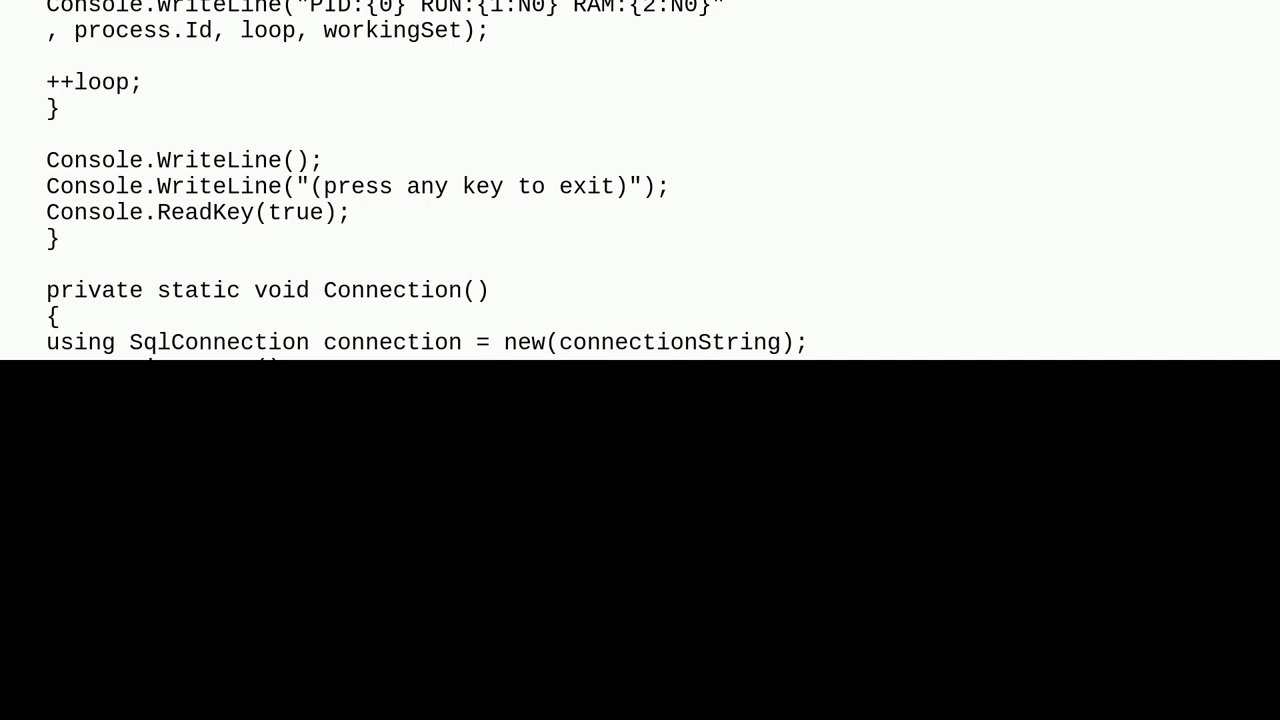 Console.WriteLine("PID:{0} RUN:{1:N0} RAM:{2:N0}"
, process.Id, loop, workingSet);
++loop;
}
Console.WriteLine();
Console.WriteLine("(press any key to exit)");
Console.ReadKey(true);
}
private static void Connection()
{
using SqlConnection connection = new(connectionString);